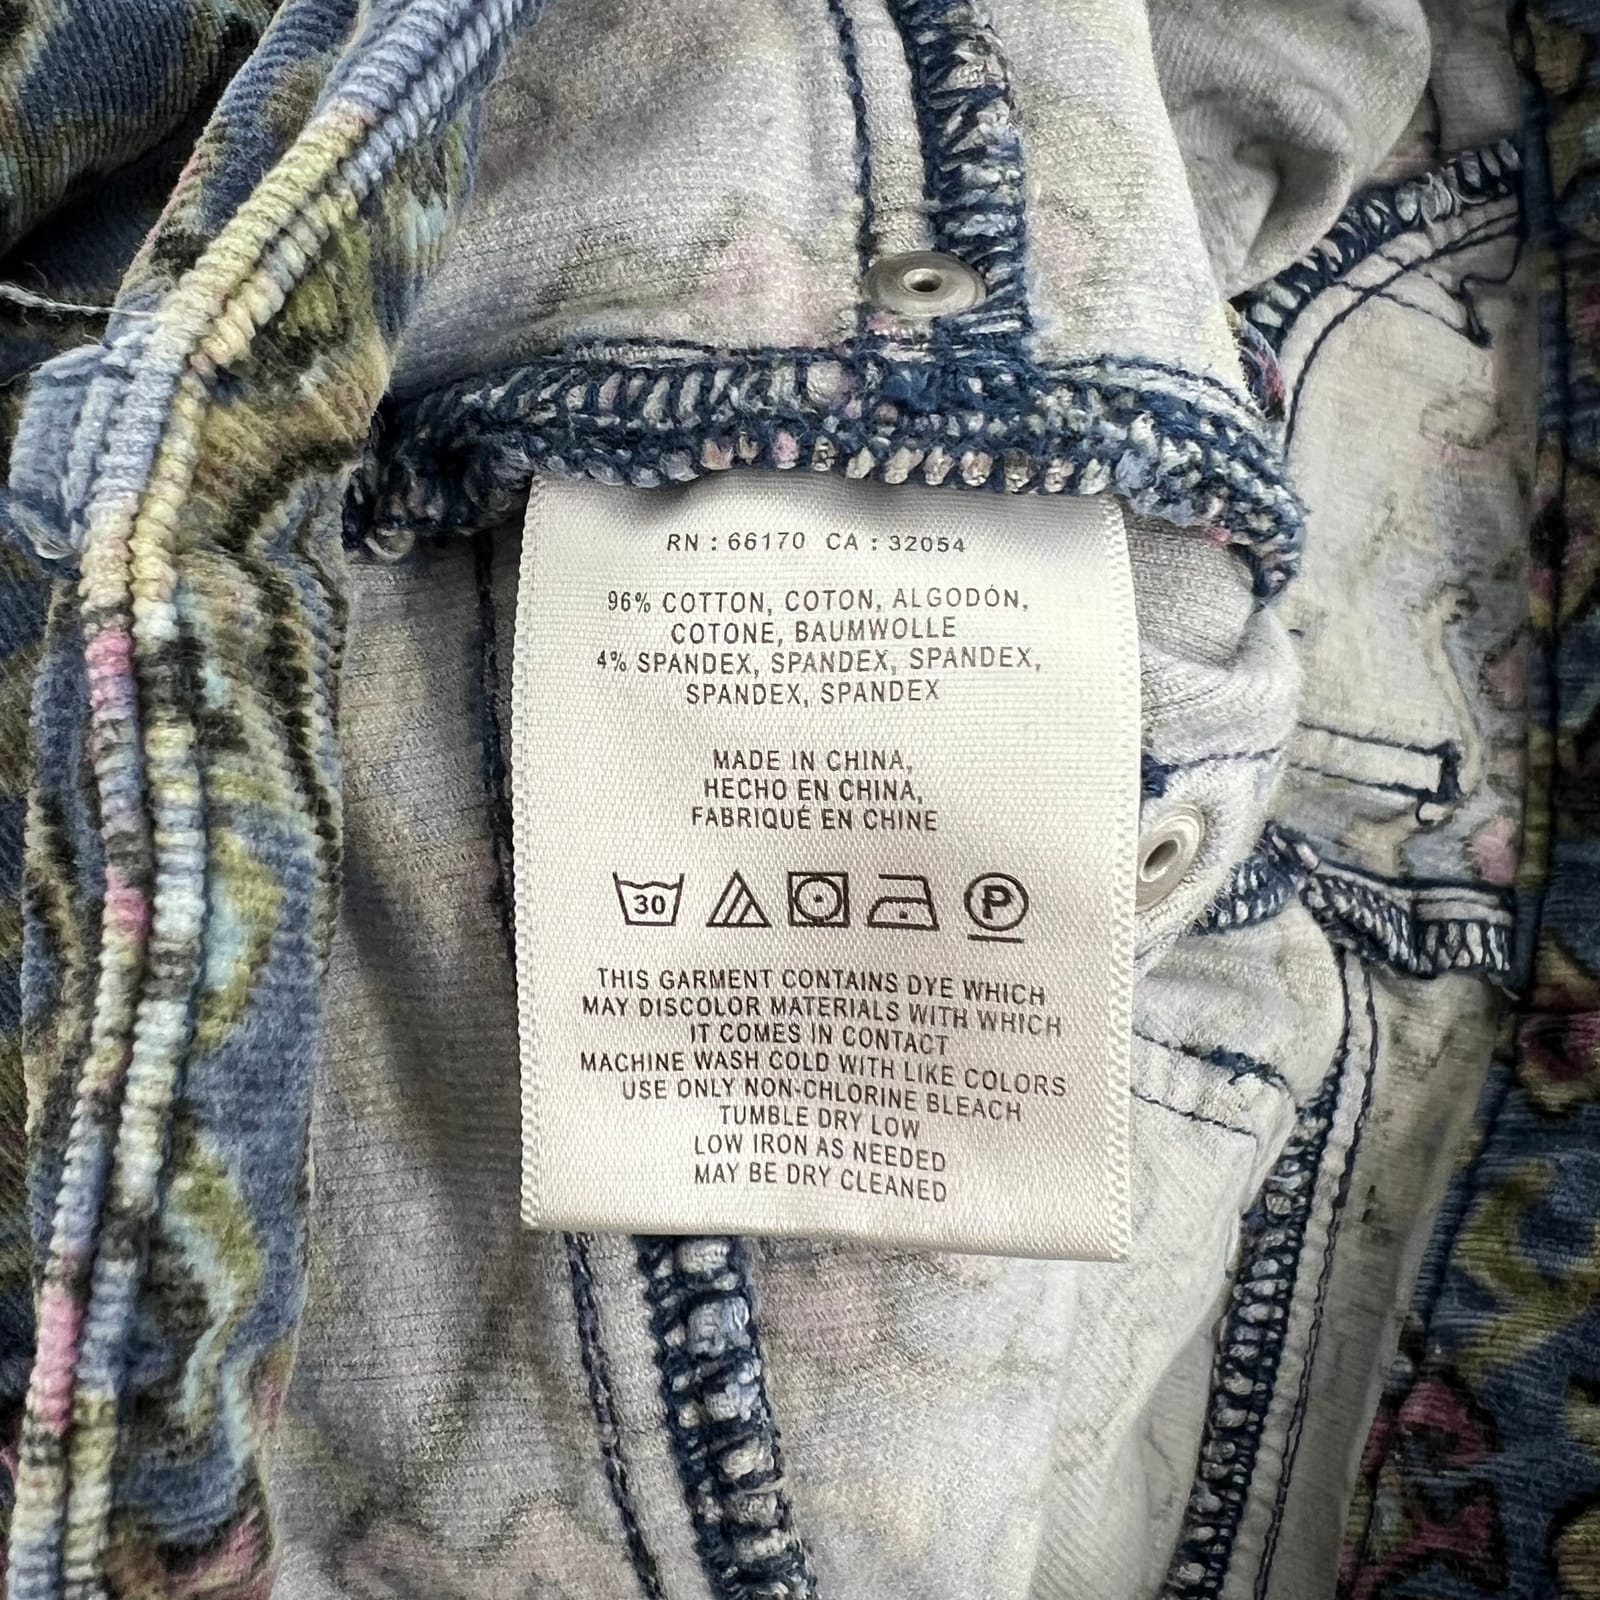 RN : 66170 CA : 32054
96% COTTON, COTON, ALGODÓN,
COTONE, BAUMWOLLE
4% SPANDEX, SPANDEX, SPANDEX,
SPANDEX, SPANDEX
MADE IN CHINA,
HECHO EN CHINA,
FABRIQUÉ EN CHINE
30 P
THIS GARMENT CONTAINS DYE WHICH
MAY DISCOLOR MATERIALS WITH WHICH
IT COMES IN CONTACT
MACHINE WASH COLD WITH LIKE COLORS
USE ONLY NON-CHLORINE BLEACH
TUMBLE DRY LOW
LOW IRON AS NEEDED
MAY BE DRY CLEANED